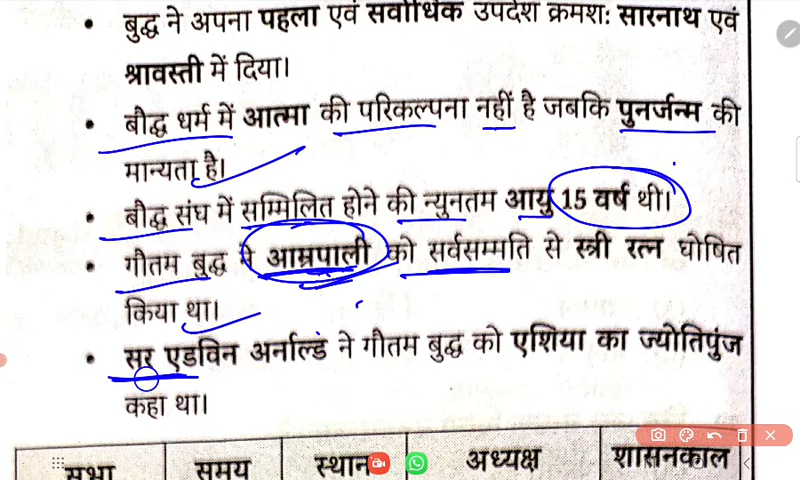 • बुद्ध ने अपना पहला एवं सर्वाधिक उपदेश क्रमशः सारनाथ एवं
श्रावस्ती में दिया।
• बौद्ध धर्म में आत्मा की परिकल्पना नहीं है जबकि पुनर्जन्म की
मान्यता है।
• बौद्ध संघ में सम्मिलित होने की न्युनतम आयु 15 वर्ष थी।
• गौतम बुद्ध ने आम्रपाली को सर्वसम्मति से स्त्री रत्न घोषित
किया था।
• सर एडविन अर्नाल्ड ने गौतम बुद्ध को एशिया का ज्योतिपुंज
कहा था।
सभा समय स्थान अध्यक्ष शासनकाल